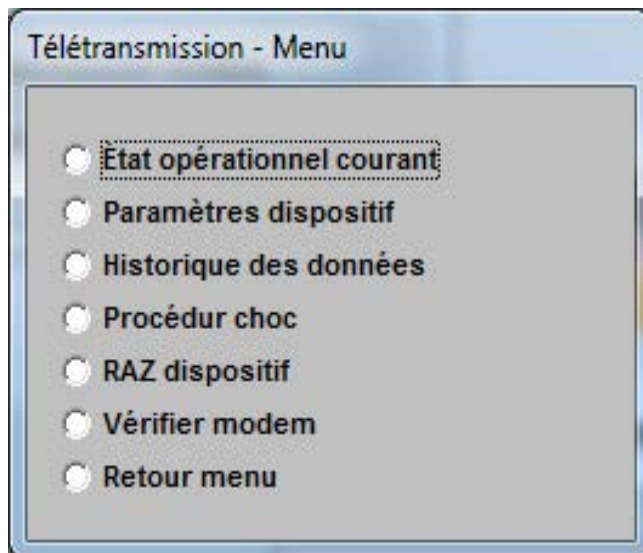 Télétransmission - Menu
Etat opérationnel courant
Paramètres dispositif
Historique des données
Procédur choc
RAZ dispositif
Vérifier modem
Retour menu